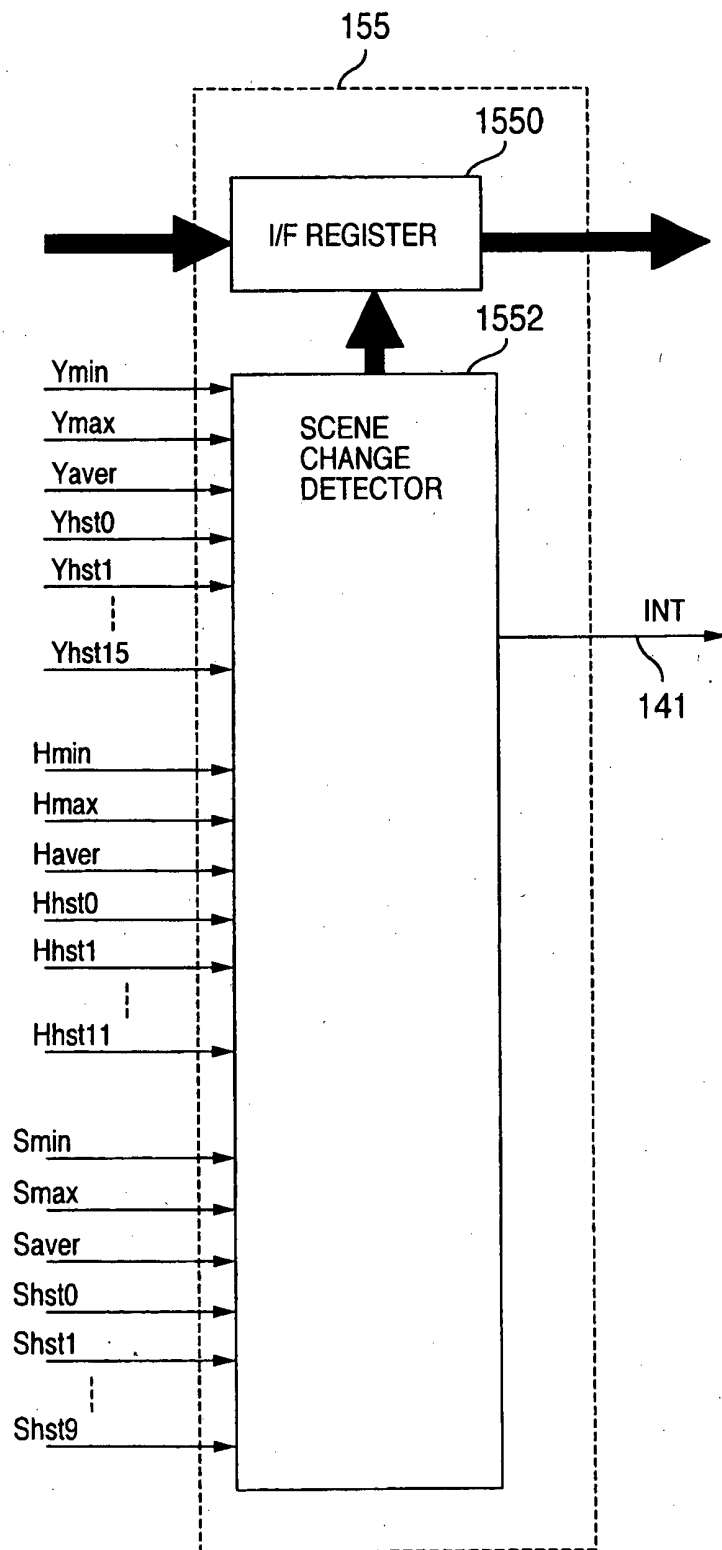 155
1550
I/F REGISTER
1552
Ymin
Ymax
Yaver
Yhst0
Yhst1
Yhst15
SCENE
CHANGE
DETECTOR
INT
141
Hmin
Hmax
Haver
Hhst0
Hhst1
Hhst11
Smin
Smax
Saver
Shst0
Shst1
Shst9